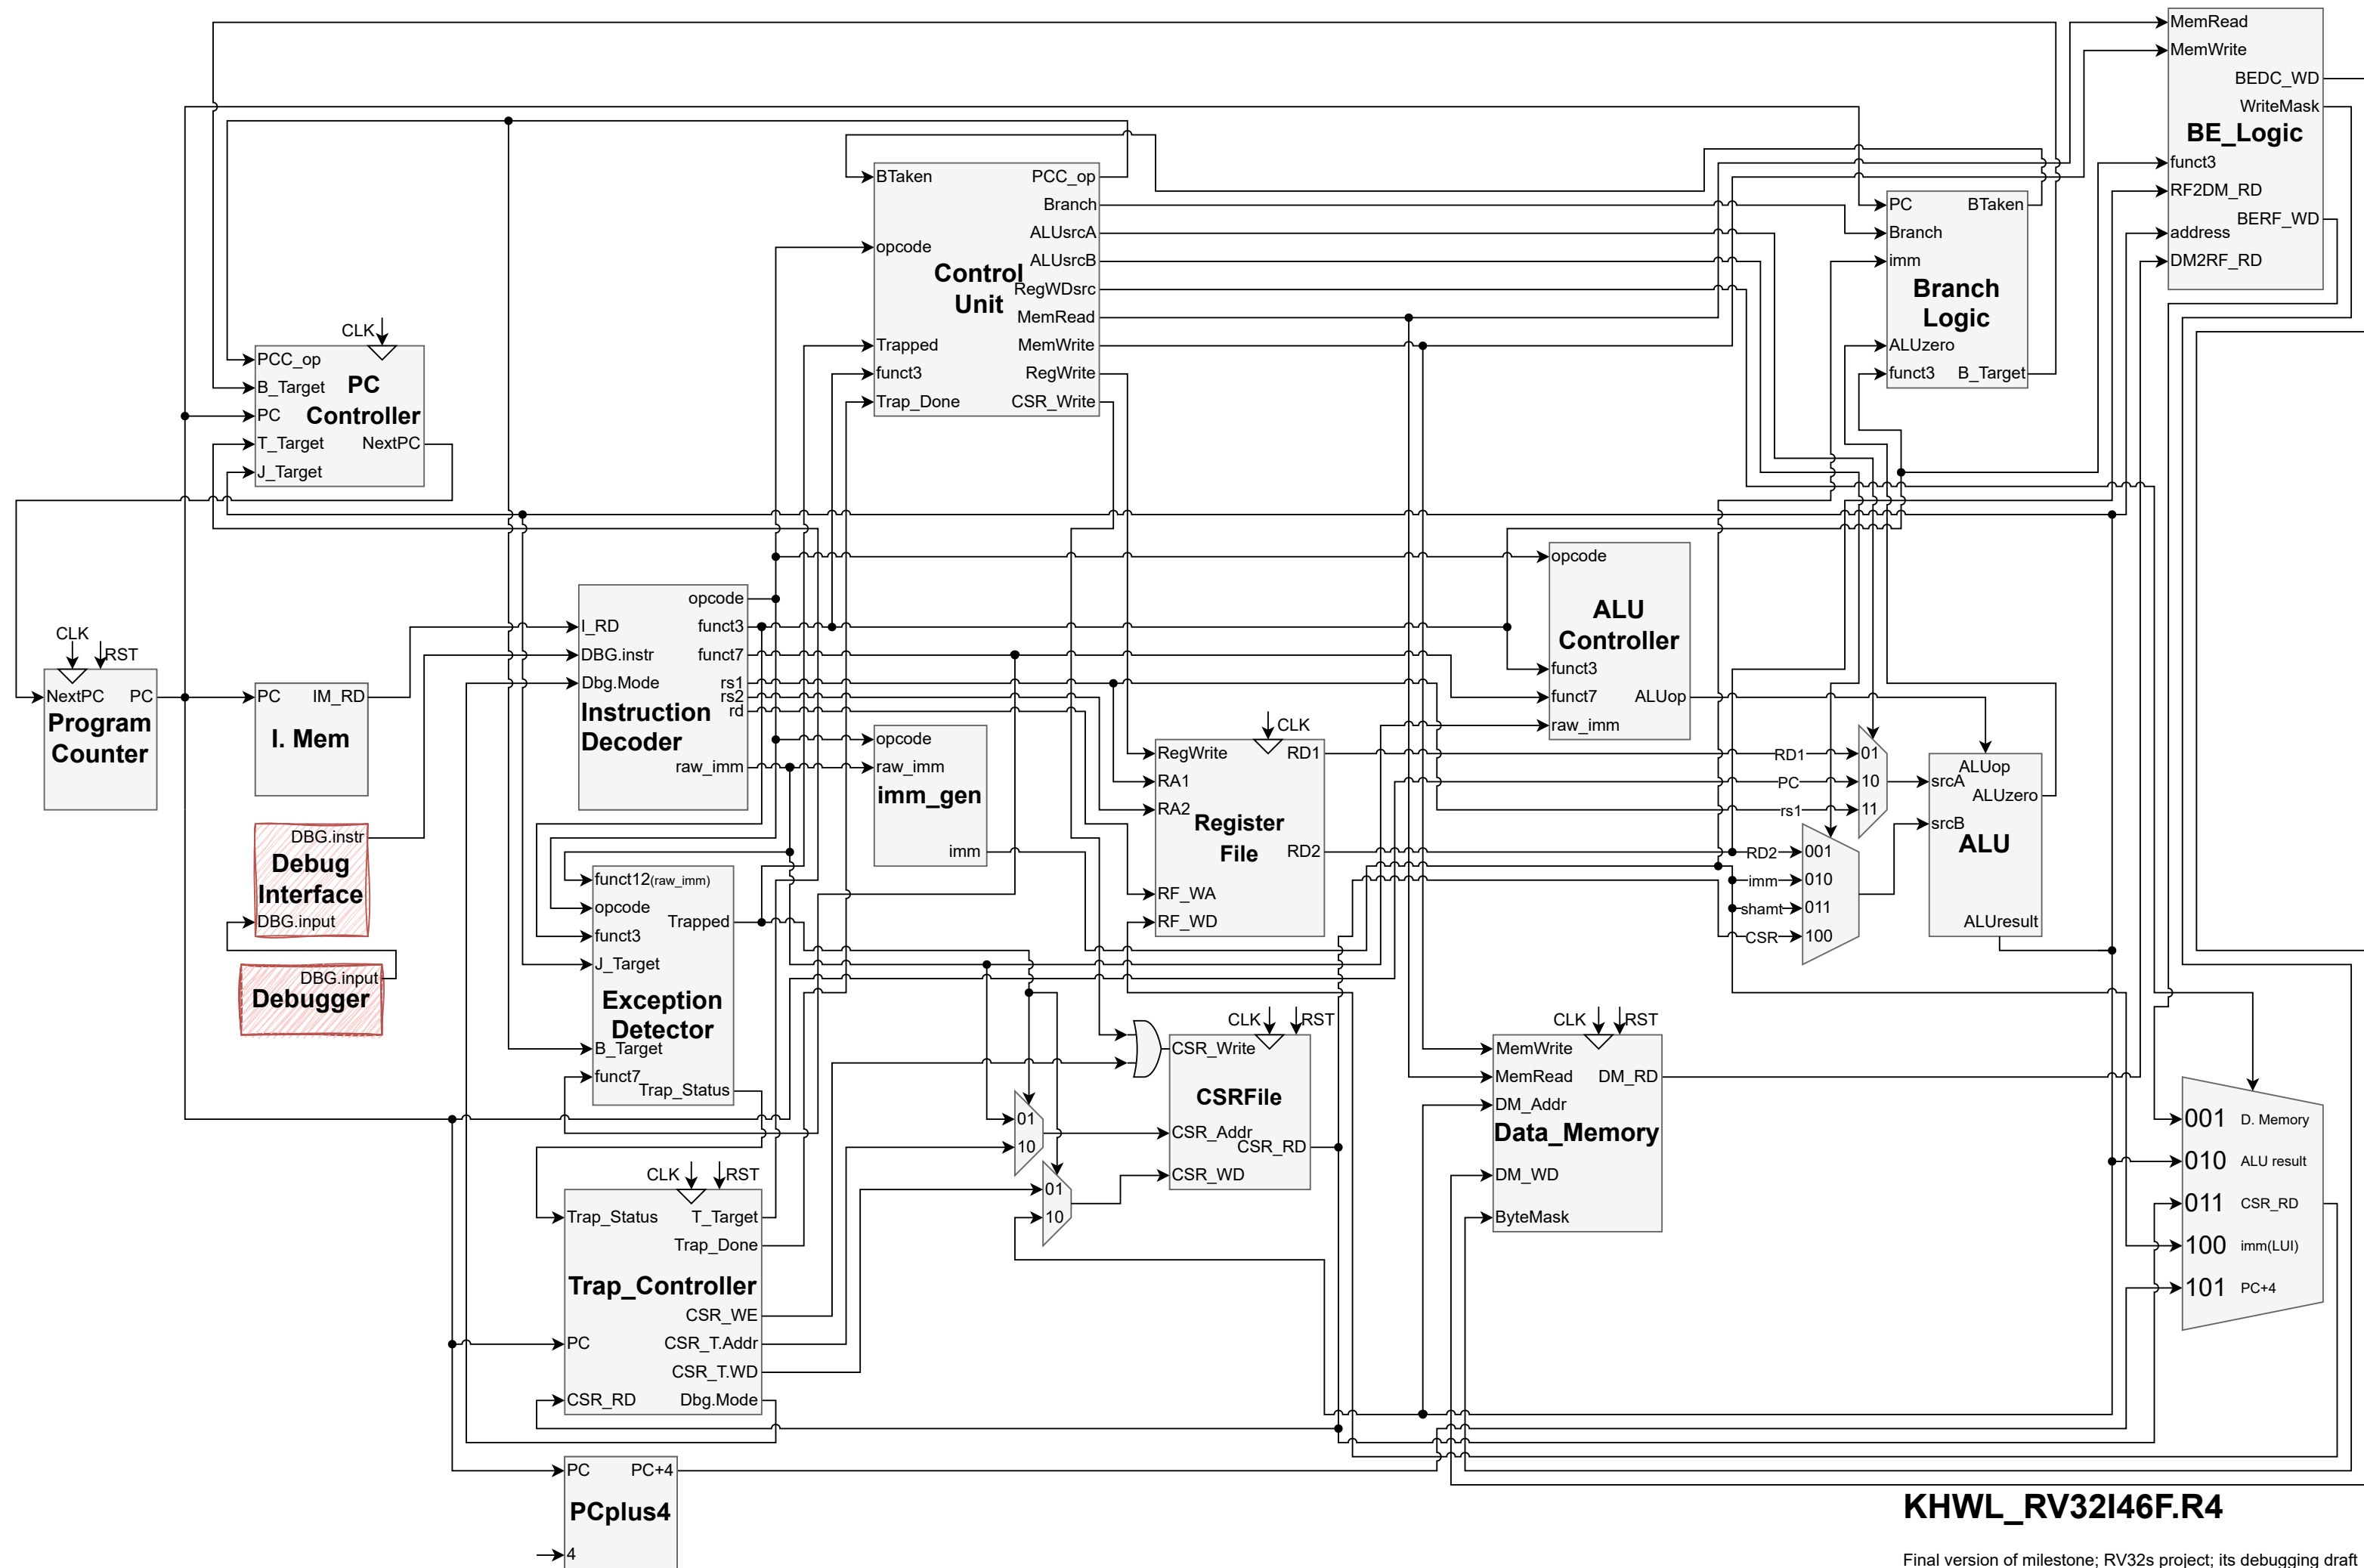 MemRead
MemWrite
BEDC_WD
WriteMask
BE_Logic
funct3
RF2DM_RD
BERF_WD
address
DM2RF_RD
BTaken
PCC_op
Branch
ALUsrcA
opcode
ALUsrcB
Control
Unit
RegWDsrc
MemRead
Trapped
MemWrite
funct3
RegWrite
Trap_Done
CSR_Write
PC
BTaken
Branch
imm
Branch
Logic
ALUzero
funct3
B_Target
CLK
PCC_op
B_Target
PC
Controller
PC
T_Target
NextPC
J_Target
opcode
ALU
Controller
funct3
funct7
ALUop
raw_imm
CLK
RST
NextPC
PC
Program
Counter
PC
IM_RD
I. Mem
opcode
I_RD
funct3
DBG.instr
funct7
Dbg.Mode
rs1
rs2
rd
Instruction
Decoder
raw_imm
opcode
raw_imm
imm_gen
imm
CLK
RegWrite
RD1
RA1
RA2
Register
File
RD2
RF_WA
RF_WD
RD1
01
PC
10
rs1
11
ALUop
srcA
ALUzero
srcB
ALU
ALUresult
RD2
001
imm
010
shamt
011
CSR
100
DBG.instr
Debug
Interface
DBG.input
DBG.input
Debugger
funct12(raw_imm)
opcode
Trapped
funct3
J_Target
Exception
Detector
B_Target
funct7
Trap_Status
CLK
RST
CSR_Write
CSRFile
CSR_Addr
CSR_RD
CSR_WD
01
10
01
10
CLK
RST
MemWrite
MemRead
DM_RD
DM_Addr
Data_Memory
DM_WD
ByteMask
001 D. Memory
010 ALU result
011 CSR_RD
100 imm(LUI)
101 PC+4
CLK
RST
Trap_Status
T_Target
Trap_Done
Trap_Controller
CSR_WE
PC
CSR_T.Addr
CSR_T.WD
CSR_RD
Dbg.Mode
PC
PC+4
PCplus4
4
KHWL_RV32I46F.R4
Final version of milestone; RV32s project; its debugging draft